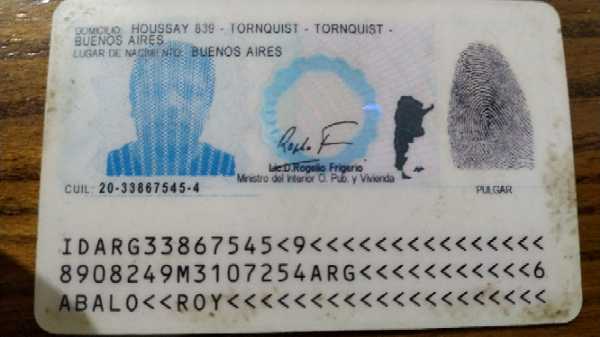 DOMICILIO: HOUSSAY 839 - TORNQUIST - TORNQUIST -
BUENOS AIRES
LUGAR DE NACIMIENTO: BUENOS AIRES
Lic.D.Rogelio Frigerio
Ministro del Interior O. Pub. y Vivienda
CUIL: 20-33867545-4
PULGAR
IDARG33867545<9<<<<<<<<<<<<<<<
8908249M3107254ARG<<<<<<<<<<<6
ABALO<<ROY<<<<<<<<<<<<<<<<<<<<